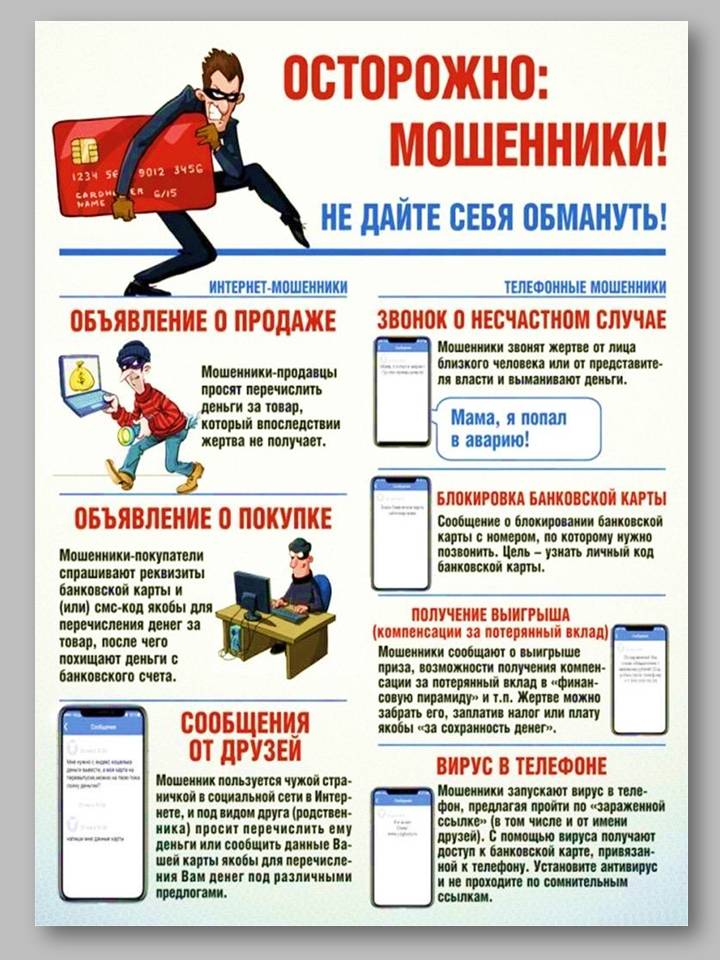 ОСТОРОЖНО:
МОШЕННИКИ!
НЕ ДАЙТЕ СЕБЯ ОБМАНУТЬ!
1234 56 9012 3456
CARDHOLDER 6/15
NAME
ИНТЕРНЕТ-МОШЕННИКИ
ОБЪЯВЛЕНИЕ О ПРОДАЖЕ
Мошенники-продавцы
просят перечислить
деньги за товар,
который впоследствии
жертва не получает.
ОБЪЯВЛЕНИЕ О ПОКУПКЕ
Мошенники-покупатели
спрашивают реквизиты
банковской карты и
(или) смс-код якобы для
перечисления денег за
товар, после чего
похищают деньги с
банковского счета.
СООБЩЕНИЯ
ОТ ДРУЗЕЙ
Сообщения
Мошенник пользуется чужой стра-
ничкой в социальной сети в Интер-
нете, и под видом друга (родствен-
ника) просит перечислить ему
деньги или сообщить данные Ва-
шей карты якобы для перечисле-
ния Вам денег под различными
предлогами.
ТЕЛЕФОННЫЕ МОШЕННИКИ
ЗВОНОК О НЕСЧАСТНОМ СЛУЧАЕ
Мошенники звонят жертве от лица
близкого человека или от представите-
ля власти и выманивают деньги.
Мама, я попал
в аварию!
БЛОКИРОВКА БАНКОВСКОЙ КАРТЫ
Сообщение о блокировании банковской
карты с номером, по которому нужно
позвонить. Цель – узнать личный код
банковской карты.
ПОЛУЧЕНИЕ ВЫИГРЫША
(компенсации за потерянный вклад)
Мошенники сообщают о выигрыше
приза, возможности получения компен-
сации за потерянный вклад в «финан-
совую пирамиду» и т.п. Жертве можно
забрать его, заплатив налог или плату
якобы «за сохранность денег».
ВИРУС В ТЕЛЕФОНЕ
Мошенники запускают вирус в теле-
фон, предлагая пройти по «зараженной
ссылке» (в том числе и от имени
друзей). С помощью вируса получают
доступ к банковской карте, привязан-
ной к телефону. Установите антивирус
и не проходите по сомнительным
ссылкам.